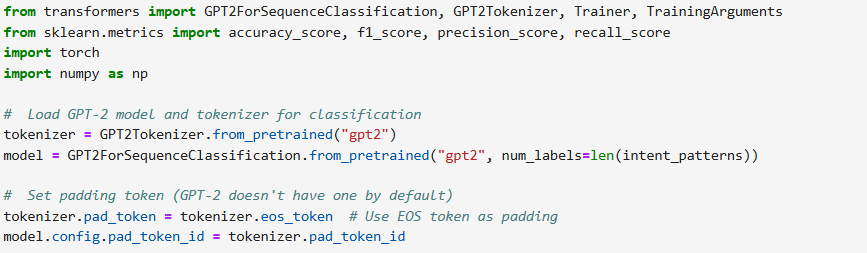 from transformers import GPT2ForSequenceClassification, GPT2Tokenizer, Trainer, TrainingArguments
from sklearn.metrics import accuracy_score, f1_score, precision_score, recall_score
import torch
import numpy as np
#  Load GPT-2 model and tokenizer for classification
tokenizer = GPT2Tokenizer.from_pretrained("gpt2")
model = GPT2ForSequenceClassification.from_pretrained("gpt2", num_labels=len(intent_patterns))
#  Set padding token (GPT-2 doesn't have one by default)
tokenizer.pad_token = tokenizer.eos_token  # Use EOS token as padding
model.config.pad_token_id = tokenizer.pad_token_id